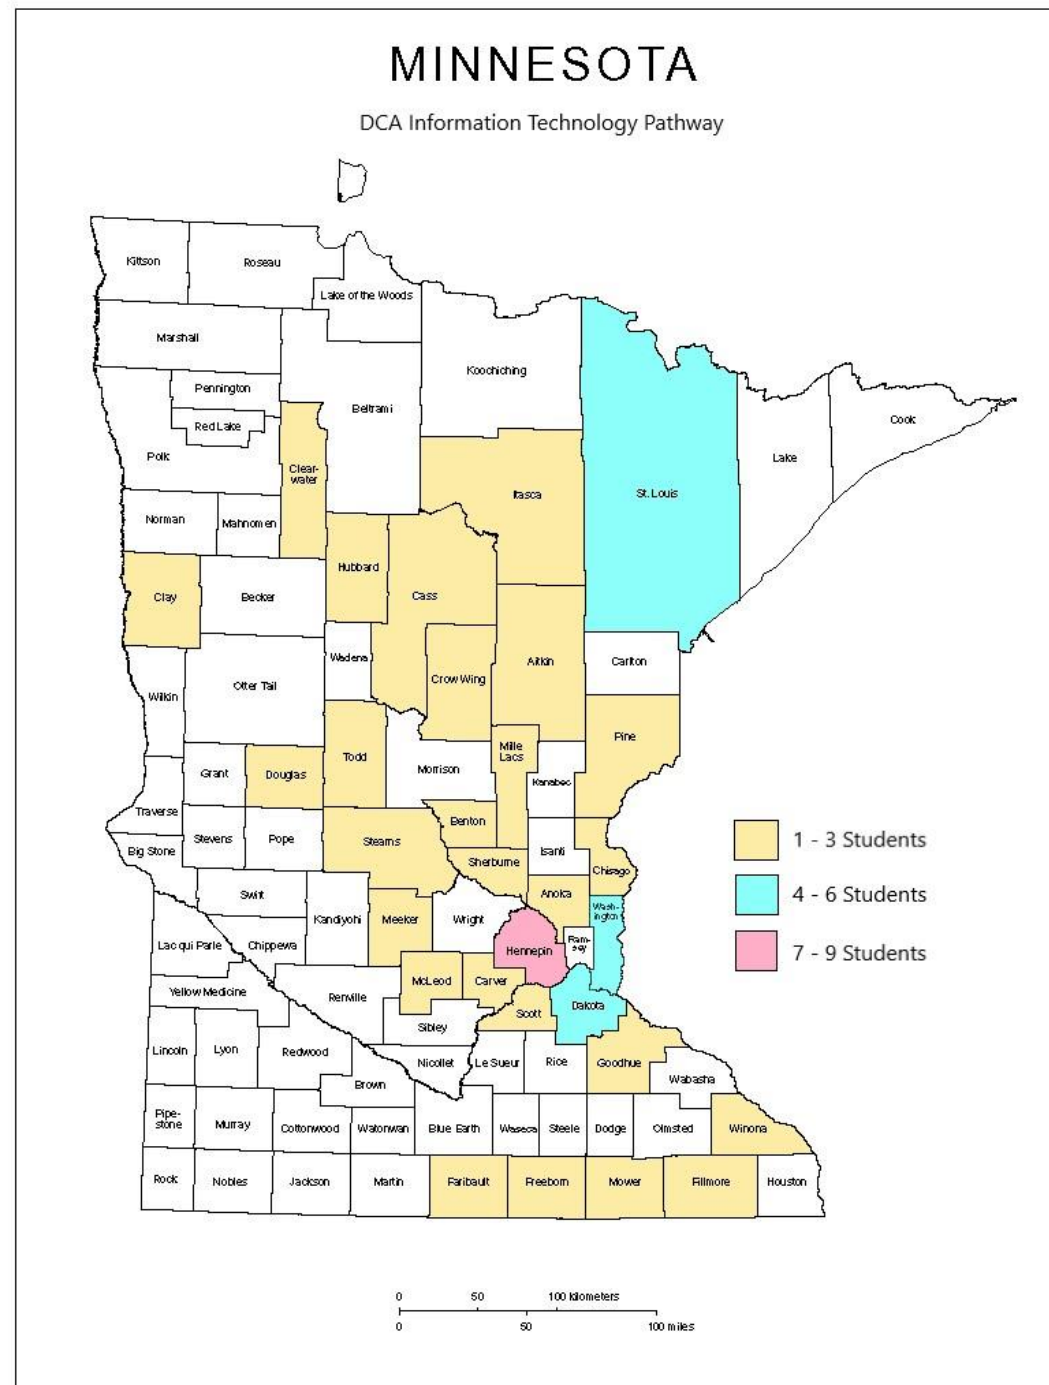 MINNESOTA
DCA Information Technology Pathway
Kittson
Roseau
Lake of the Woods
Marshall
Koochiching
Pennington
Beltrami
Red Lake
Cook
Polk
Lake
Clear-
water
Itasca
St. Louis
Norman
Mahnomen
Hubbard
Clay
Becker
Cass
Wadena
Aitkin
Carlton
Crow Wing
Otter Tail
Wilkin
Pine
Mille
Lacs
Todd
Morrison
Grant
Douglas
Kanabec
Traverse
Benton
Stevens
Pope
Stearns
Big Stone
Isanti
Sherburne
Chisago
1 - 3 Students
Swift
Anoka
4 - 6 Students
Wash-
ington
Kandiyohi
Meeker
Wright
Lac qui Parle
Chippewa
Hennepin
Ram-
sey
7 - 9 Students
McLeod
Carver
Yellow Medicine
Renville
Dakota
Scott
Sibley
Lincoln
Lyon
Redwood
Nicollet
Le Sueur
Rice
Goodhue
Wabasha
Brown
Pipe-
stone
Murray
Cottonwood
Watonwan
Blue Earth
Waseca
Steele
Dodge
Olmsted
Winona
Rock
Nobles
Jackson
Martin
Faribault
Freeborn
Mower
Fillmore
Houston
0 50 100 kilometers
0 50 100 miles